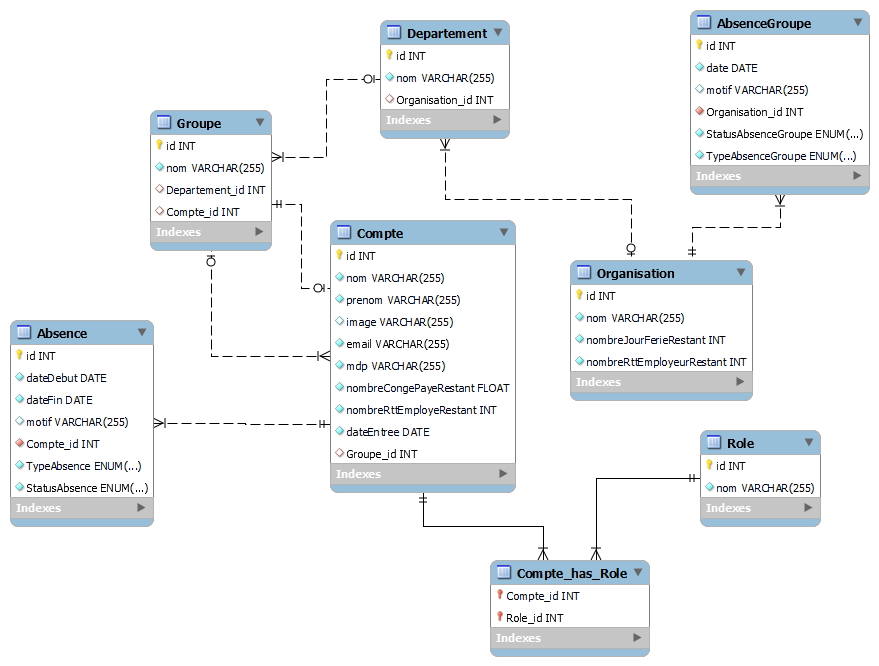 Departement
id INT
nom VARCHAR(255)
Organisation_id INT
Indexes
AbsenceGroupe
id INT
date DATE
motif VARCHAR(255)
Organisation_id INT
StatusAbsenceGroupe ENUM(...)
TypeAbsenceGroupe ENUM(...)
Indexes
Groupe
id INT
nom VARCHAR(255)
Departement_id INT
Compte_id INT
Indexes
Compte
id INT
nom VARCHAR(255)
prenom VARCHAR(255)
image VARCHAR(255)
email VARCHAR(255)
mdp VARCHAR(255)
nombreCongePayeRestant FLOAT
nombreRttEmployeRestant INT
dateEntree DATE
Groupe_id INT
Indexes
Organisation
id INT
nom VARCHAR(255)
nombreJourFerieRestant INT
nombreRttEmployeurRestant INT
Indexes
Absence
id INT
dateDebut DATE
dateFin DATE
motif VARCHAR(255)
Compte_id INT
TypeAbsence ENUM(...)
StatusAbsence ENUM(...)
Indexes
Role
id INT
nom VARCHAR(255)
Indexes
Compte_has_Role
Compte_id INT
Role_id INT
Indexes